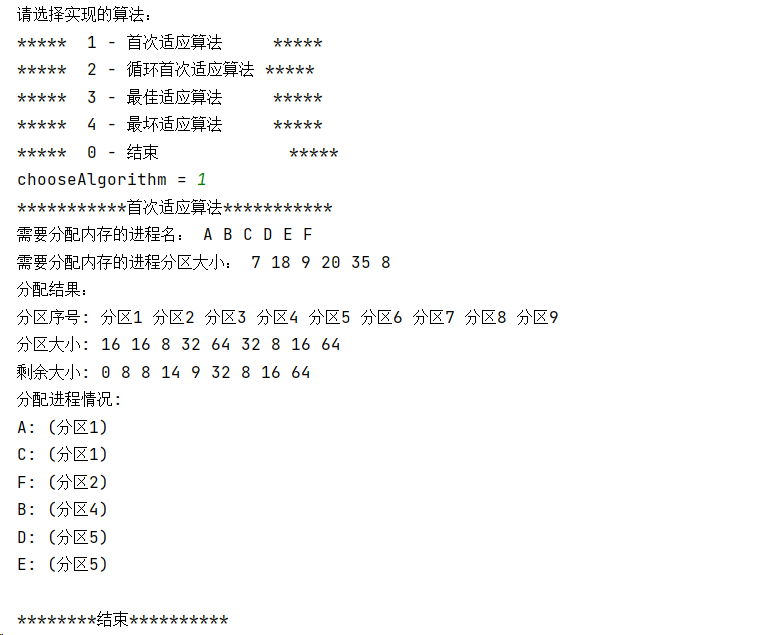 请选择实现的算法：
*****  1 - 首次适应算法     *****
*****  2 - 循环首次适应算法 *****
*****  3 - 最佳适应算法     *****
*****  4 - 最坏适应算法     *****
*****  0 - 结束             *****
chooseAlgorithm = 1
***********首次适应算法***********
需要分配内存的进程名： A B C D E F
需要分配内存的进程分区大小： 7 18 9 20 35 8
分配结果：
分区序号: 分区1 分区2 分区3 分区4 分区5 分区6 分区7 分区8 分区9
分区大小: 16 16 8 32 64 32 8 16 64
剩余大小: 0 8 8 14 9 32 8 16 64
分配进程情况:
A: (分区1)
C: (分区1)
F: (分区2)
B: (分区4)
D: (分区5)
E: (分区5)
********结束**********